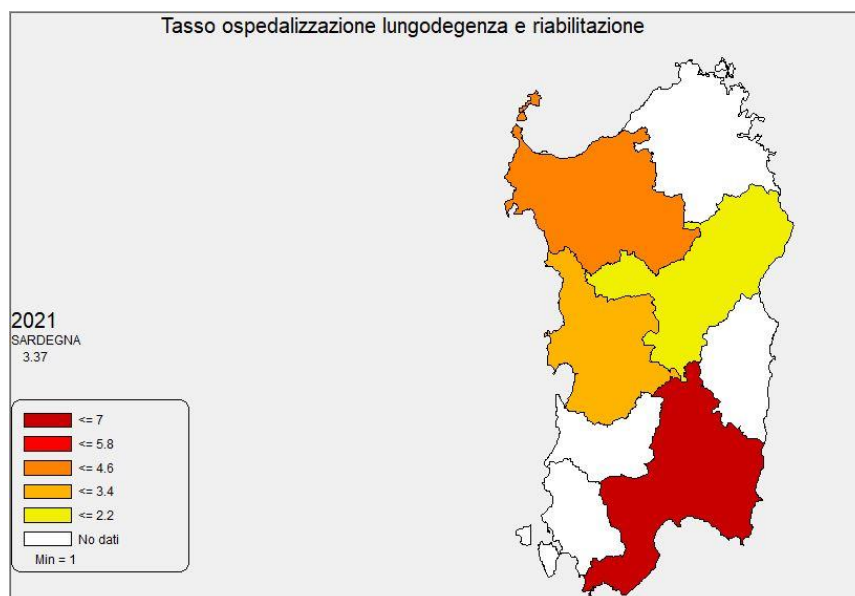 Tasso ospedalizzazione lungodegenza e riabilitazione
2021
SARDEGNA
3.37
<= 7
<= 5.8
<= 4.6
<= 3.4
<= 2.2
No dati
Min = 1